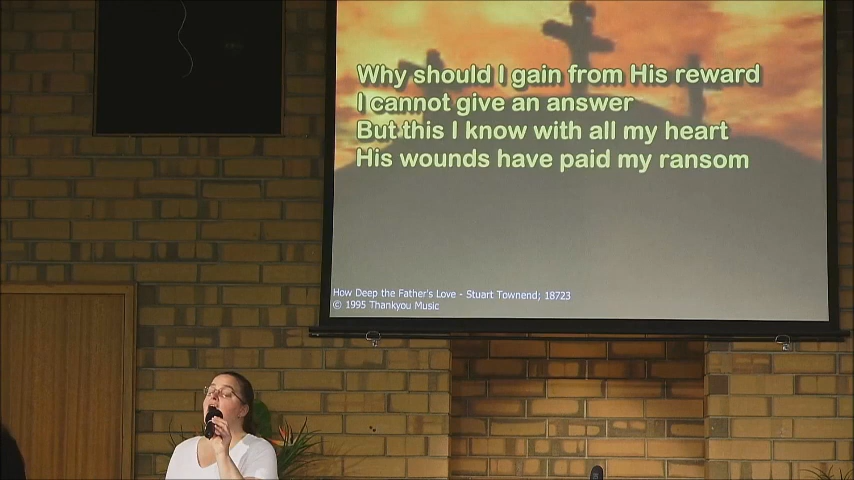 Why should I gain from His reward
I cannot give an answer
But this I know with all my heart
His wounds have paid my ransom
How Deep the Father's Love - Stuart Townend; 18723
© 1995 Thankyou Music